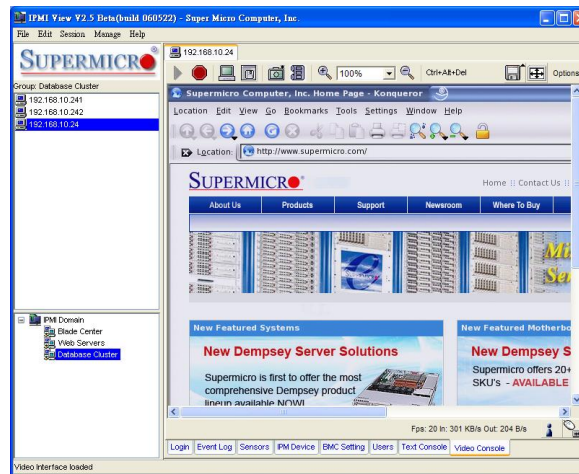 IPMI View V2.5 Beta(build 060522) - Super Micro Computer, Inc.
File Edit Session Manage Help
SUPERMICRO
Group: Database Cluster
192.168.10.241
192.168.10.242
192.168.10.24
IPMI Domain
Blade Center
Web Servers
Database Cluster
192.168.10.24
100%
Ctrl+Alt+Del
Options
Supermicro Computer, Inc. Home Page - Konqueror
Location Edit View Go Bookmarks Tools Settings Window Help
Location: http://www.supermicro.com/
SUPERMICRO
Home :: Contact Us
About Us Products Support Newsroom Where To Buy
New Featured Systems
New Dempsey Server Solutions
Supermicro is first to offer the most
comprehensive Dempsey product
lineup available NOW!
New Featured Motherbo
New Dempsey S
Supermicro offers 20+
SKU's - AVAILABLE
Fps: 20 In: 301 KB/s Out: 204 B/s
Login Event Log Sensors IPM Device BMC Setting Users Text Console Video Console
Video Interface loaded